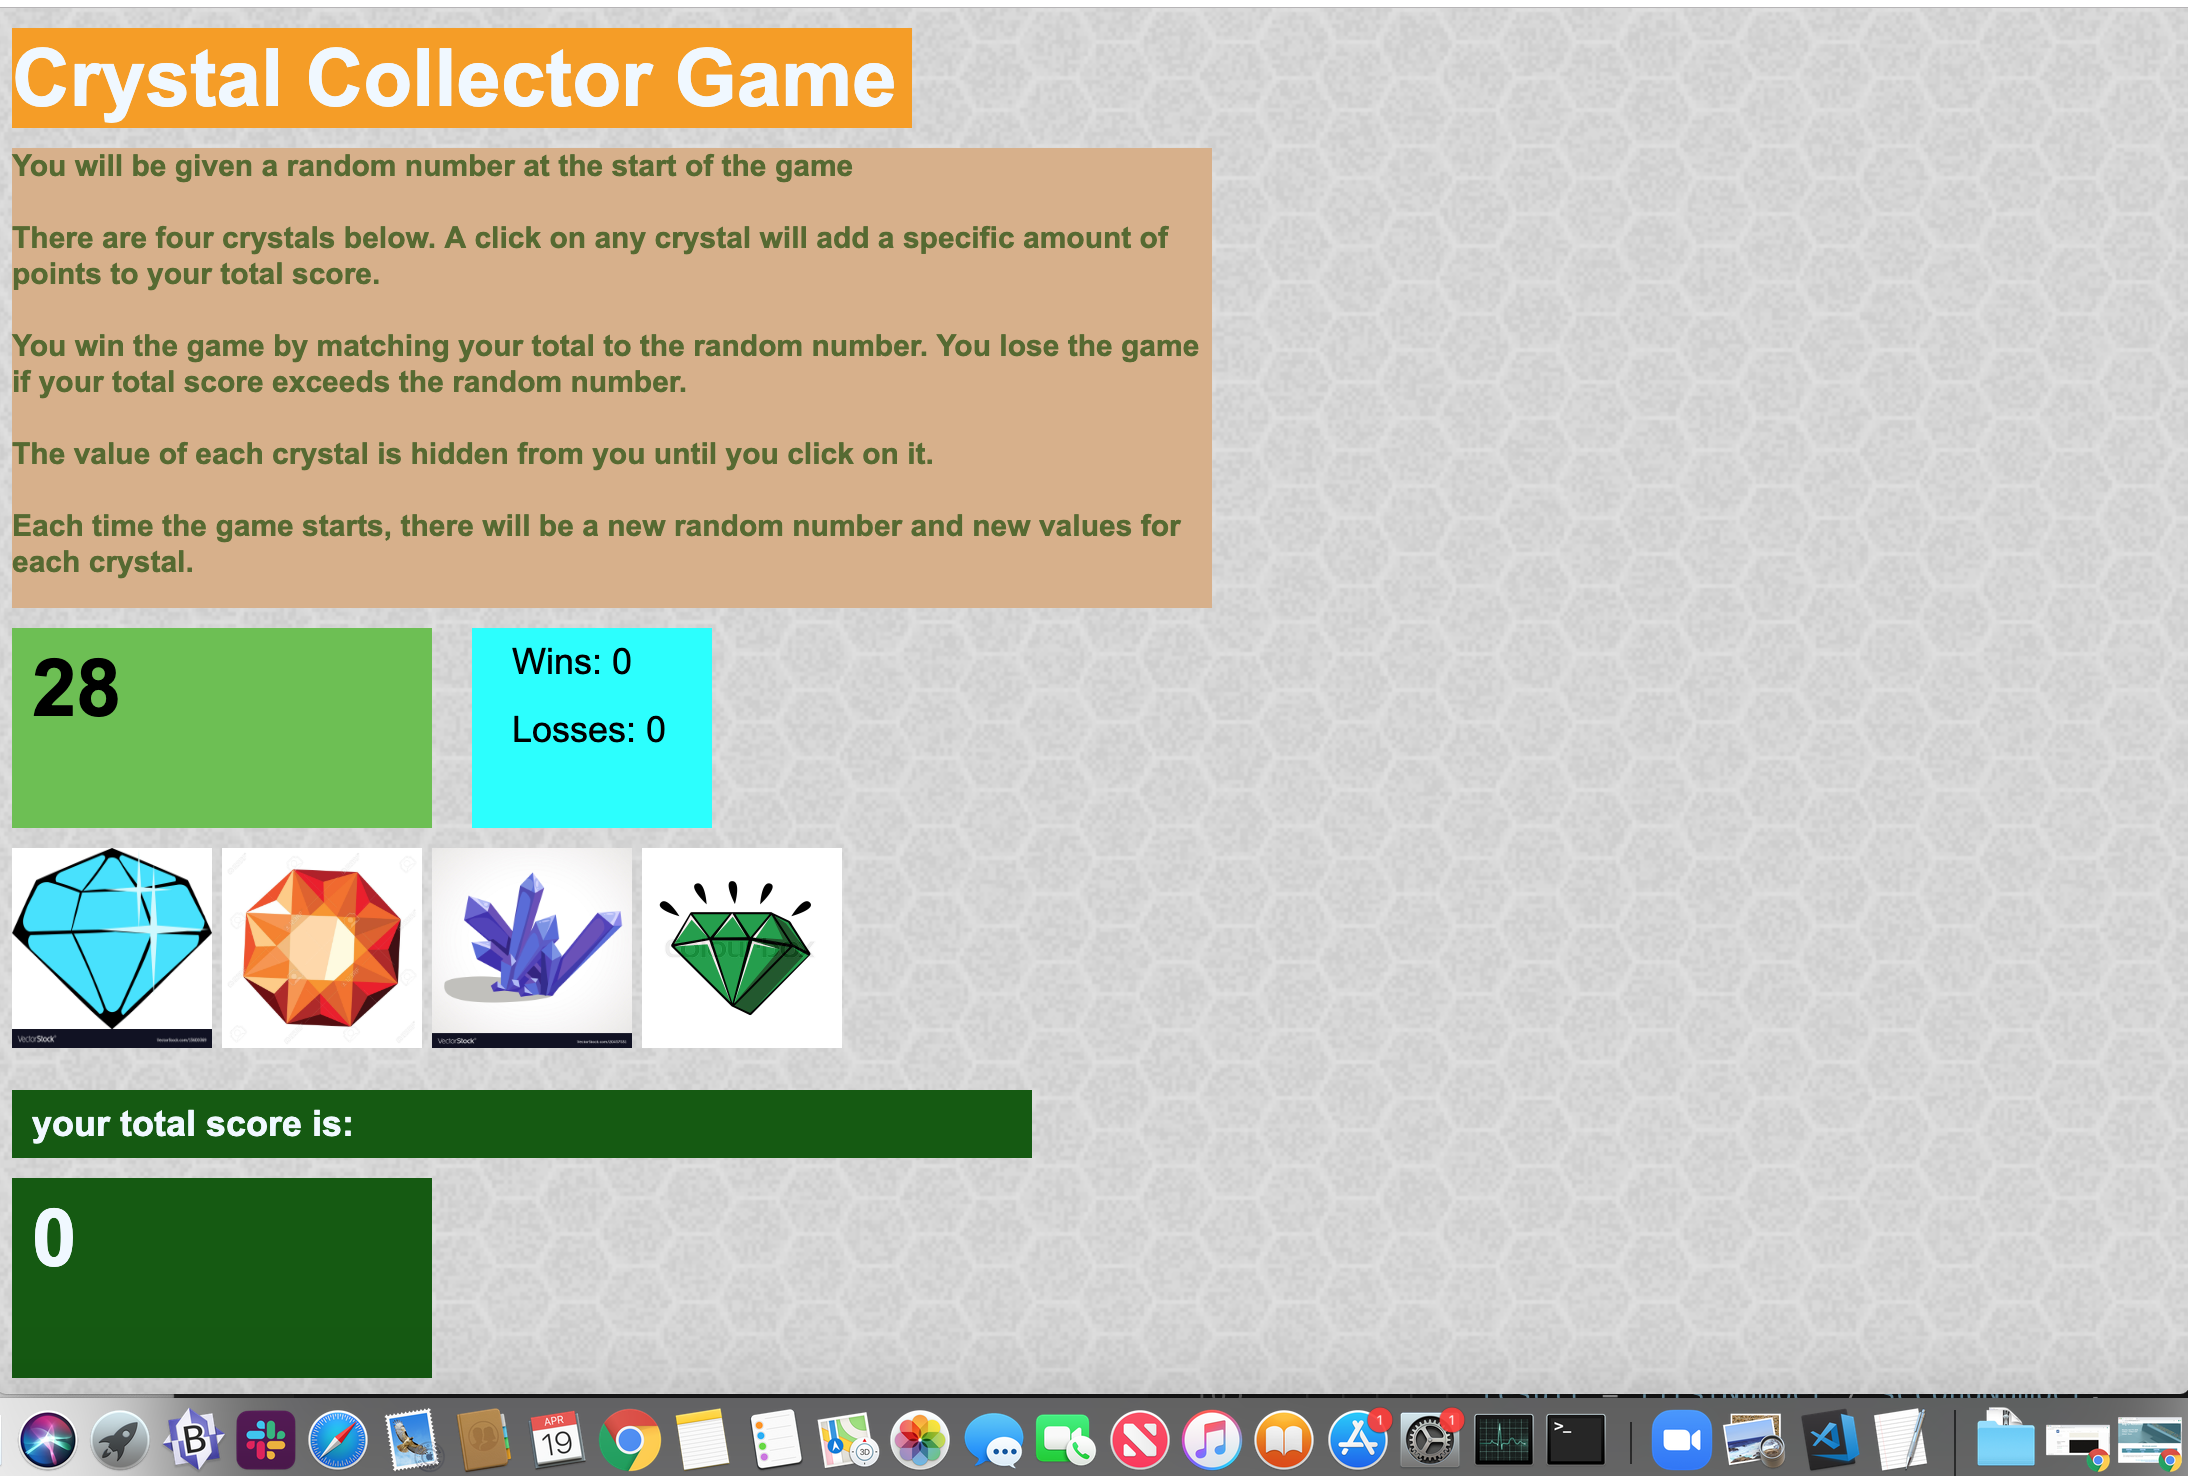 Crystal Collector Game
You will be given a random number at the start of the game
There are four crystals below. A click on any crystal will add a specific amount of
points to your total score.
You win the game by matching your total to the random number. You lose the game
if your total score exceeds the random number.
The value of each crystal is hidden from you until you click on it.
Each time the game starts, there will be a new random number and new values for
each crystal.
28
Wins: 0
Losses: 0
VectorStock
VectorStock
your total score is:
0
APR
19
3D
1
1
B
>_